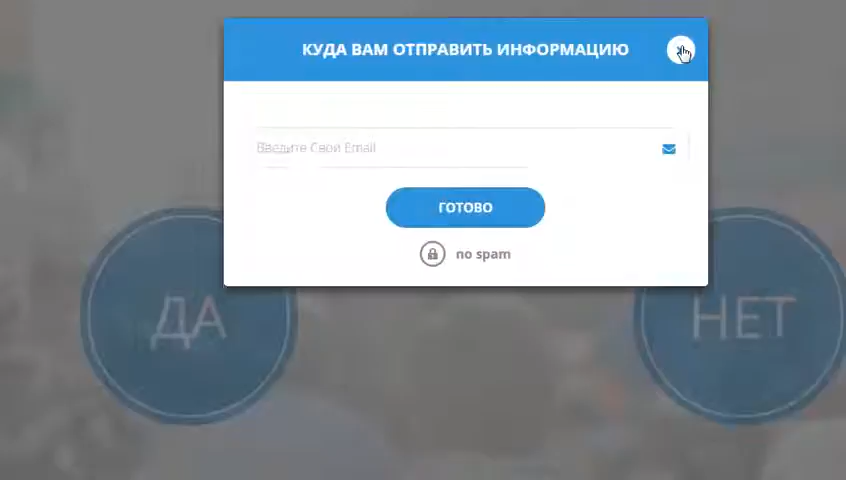 КУДА ВАМ ОТПРАВИТЬ ИНФОРМАЦИЮ
Введите Свой Email
ГОТОВО
no spam
ДА
НЕТ